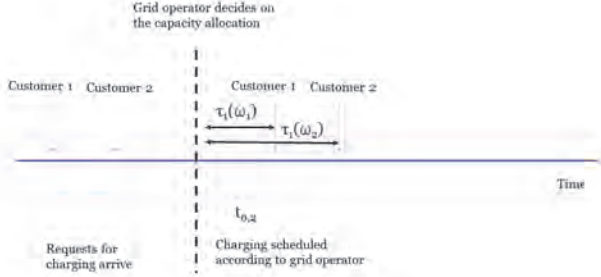 Grid operator decides on
the capacity allocation
Customer 1 Customer 2
Customer 1 Customer 2
τ₁(ω₁)
τ₁(ω₂)
Time
t₀,₂
Requests for
charging arrive
Charging scheduled
according to grid operator